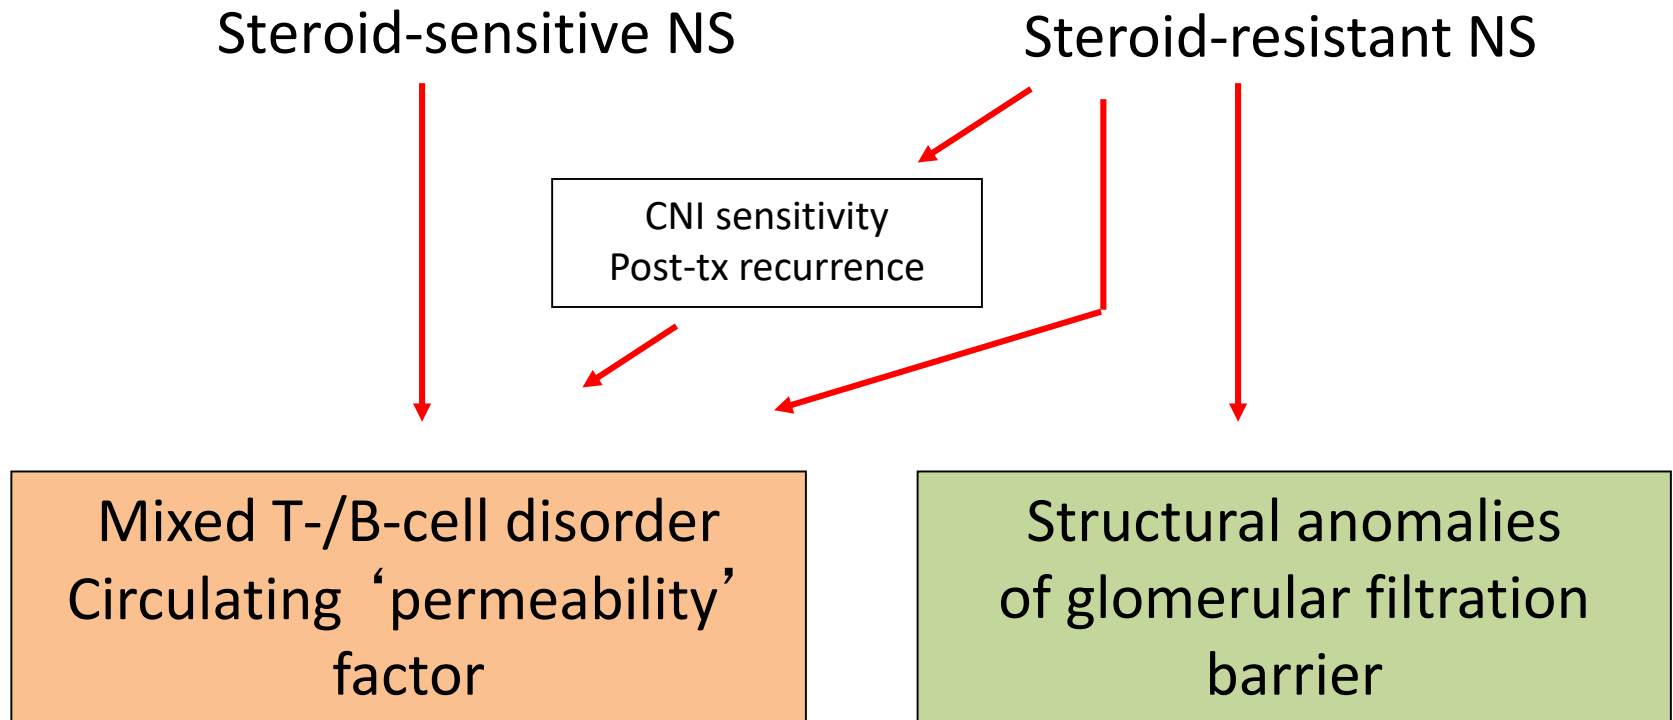 Steroid-sensitive NS
Steroid-resistant NS
CNI sensitivity
Post-tx recurrence
Mixed T-/B-cell disorder
Circulating ‘permeability’
factor
Structural anomalies
of glomerular filtration
barrier